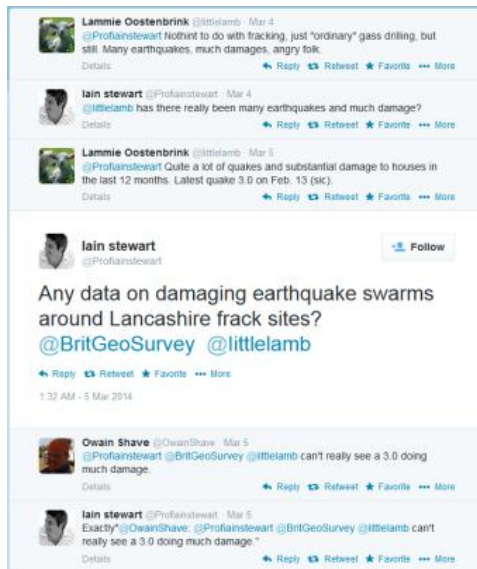 Lammie Oostenbrink @littlelamb · Mar 4
@Profiainstewart Nothint to do with fracking, just "ordinary" gass drilling, but
still. Many earthquakes, much damages, angry folk.
Details Reply Retweet Favorite More
Iain stewart @Profiainstewart · Mar 4
@littlelamb has there really been many earthquakes and much damage?
Details Reply Retweet Favorite More
Lammie Oostenbrink @littlelamb · Mar 5
@Profiainstewart Quite a lot of quakes and substantial damage to houses in
the last 12 months. Latest quake 3.0 on Feb. 13 (sic).
Details Reply Retweet Favorite More
Iain stewart
@Profiainstewart
Follow
Any data on damaging earthquake swarms
around Lancashire frack sites?
@BritGeoSurvey @littlelamb
Reply Retweet Favorite More
1:32 AM - 5 Mar 2014
Owain Shave @OwainShave · Mar 5
@Profiainstewart @BritGeoSurvey @littlelamb can't really see a 3.0 doing
much damage.
Details Reply Retweet Favorite More
Iain stewart @Profiainstewart · Mar 5
Exactly"@OwainShave: @Profiainstewart @BritGeoSurvey @littlelamb can't
really see a 3.0 doing much damage."
Details Reply Retweet Favorite More